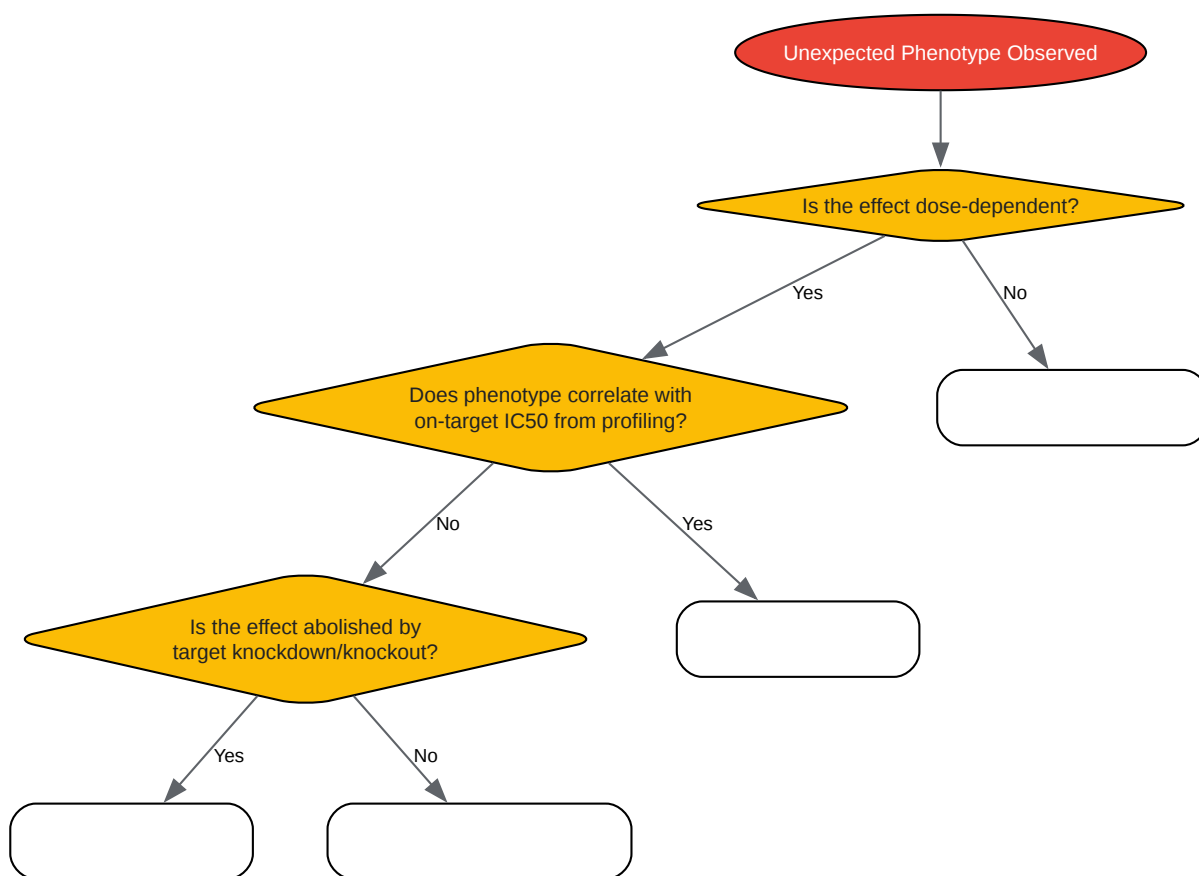 Unexpected Phenotype Observed
Is the effect dose-dependent?
Yes
No
Does phenotype correlate with
on-target IC50 from profiling?
No
Yes
Is the effect abolished by
target knockdown/knockout?
Yes
No